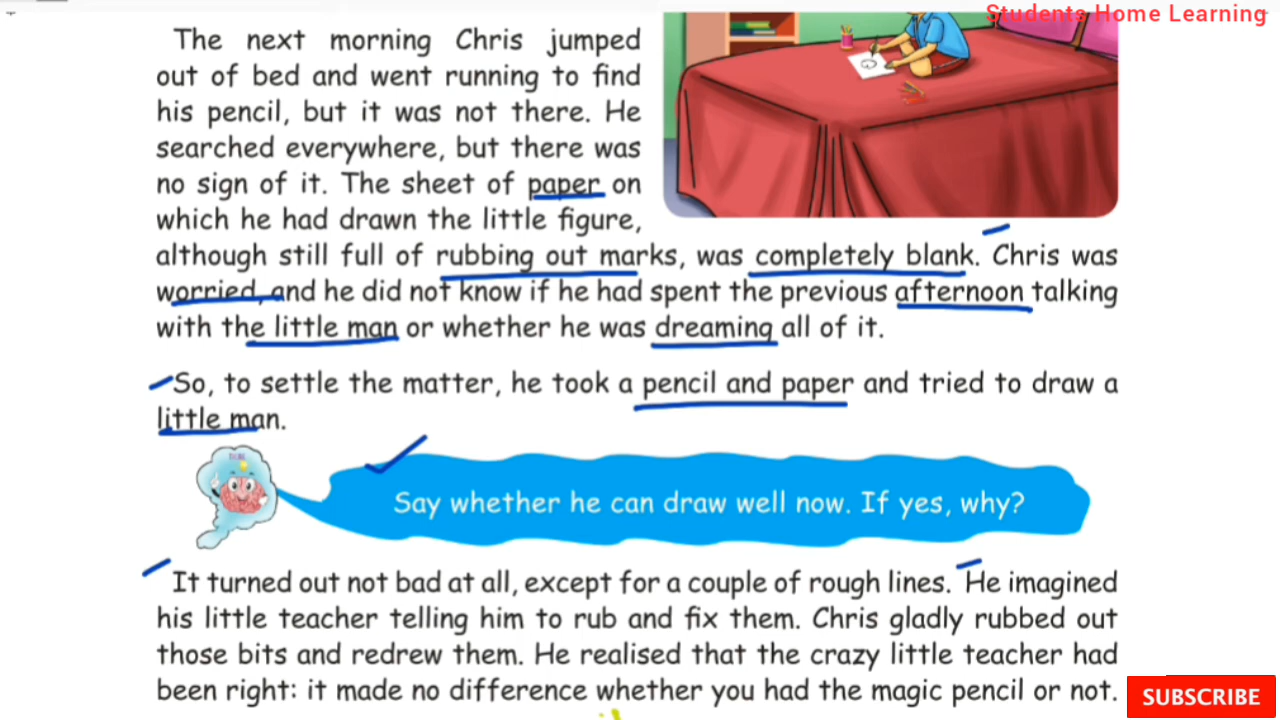 Students Home Learning
The next morning Chris jumped
out of bed and went running to find
his pencil, but it was not there. He
searched everywhere, but there was
no sign of it. The sheet of paper on
which he had drawn the little figure,
although still full of rubbing out marks, was completely blank. Chris was
worried, and he did not know if he had spent the previous afternoon talking
with the little man or whether he was dreaming all of it.
So, to settle the matter, he took a pencil and paper and tried to draw a
little man.
Say whether he can draw well now. If yes, why?
It turned out not bad at all, except for a couple of rough lines. He imagined
his little teacher telling him to rub and fix them. Chris gladly rubbed out
those bits and redrew them. He realised that the crazy little teacher had
been right: it made no difference whether you had the magic pencil or not.
SUBSCRIBE